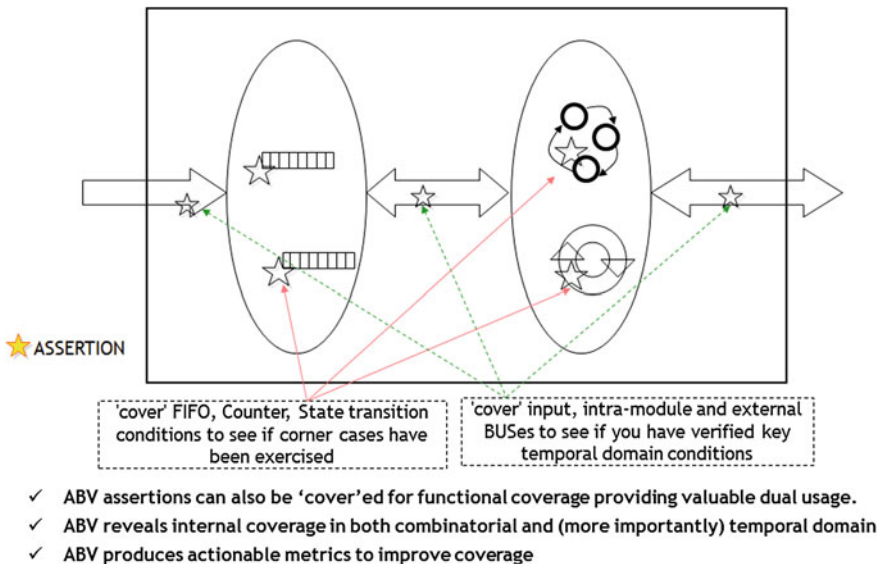 ASSERTION
'cover' FIFO, Counter, State transition
conditions to see if corner cases have
been exercised
'cover' input, intra-module and external
BUSes to see if you have verified key
temporal domain conditions
✓ ABV assertions can also be ‘cover’ed for functional coverage providing valuable dual usage.
✓ ABV reveals internal coverage in both combinatorial and (more importantly) temporal domain
✓ ABV produces actionable metrics to improve coverage